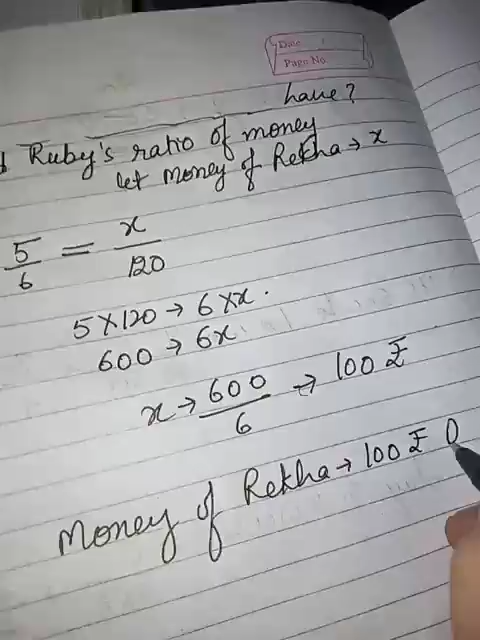 Date
Page No.
have?
Ruby's ratio of money
let money of Rekha → x
5/6 = x/120
5×120 → 6×x.
600 → 6x
x → 600/6 → 100 ₹
Money of Rekha → 100 ₹